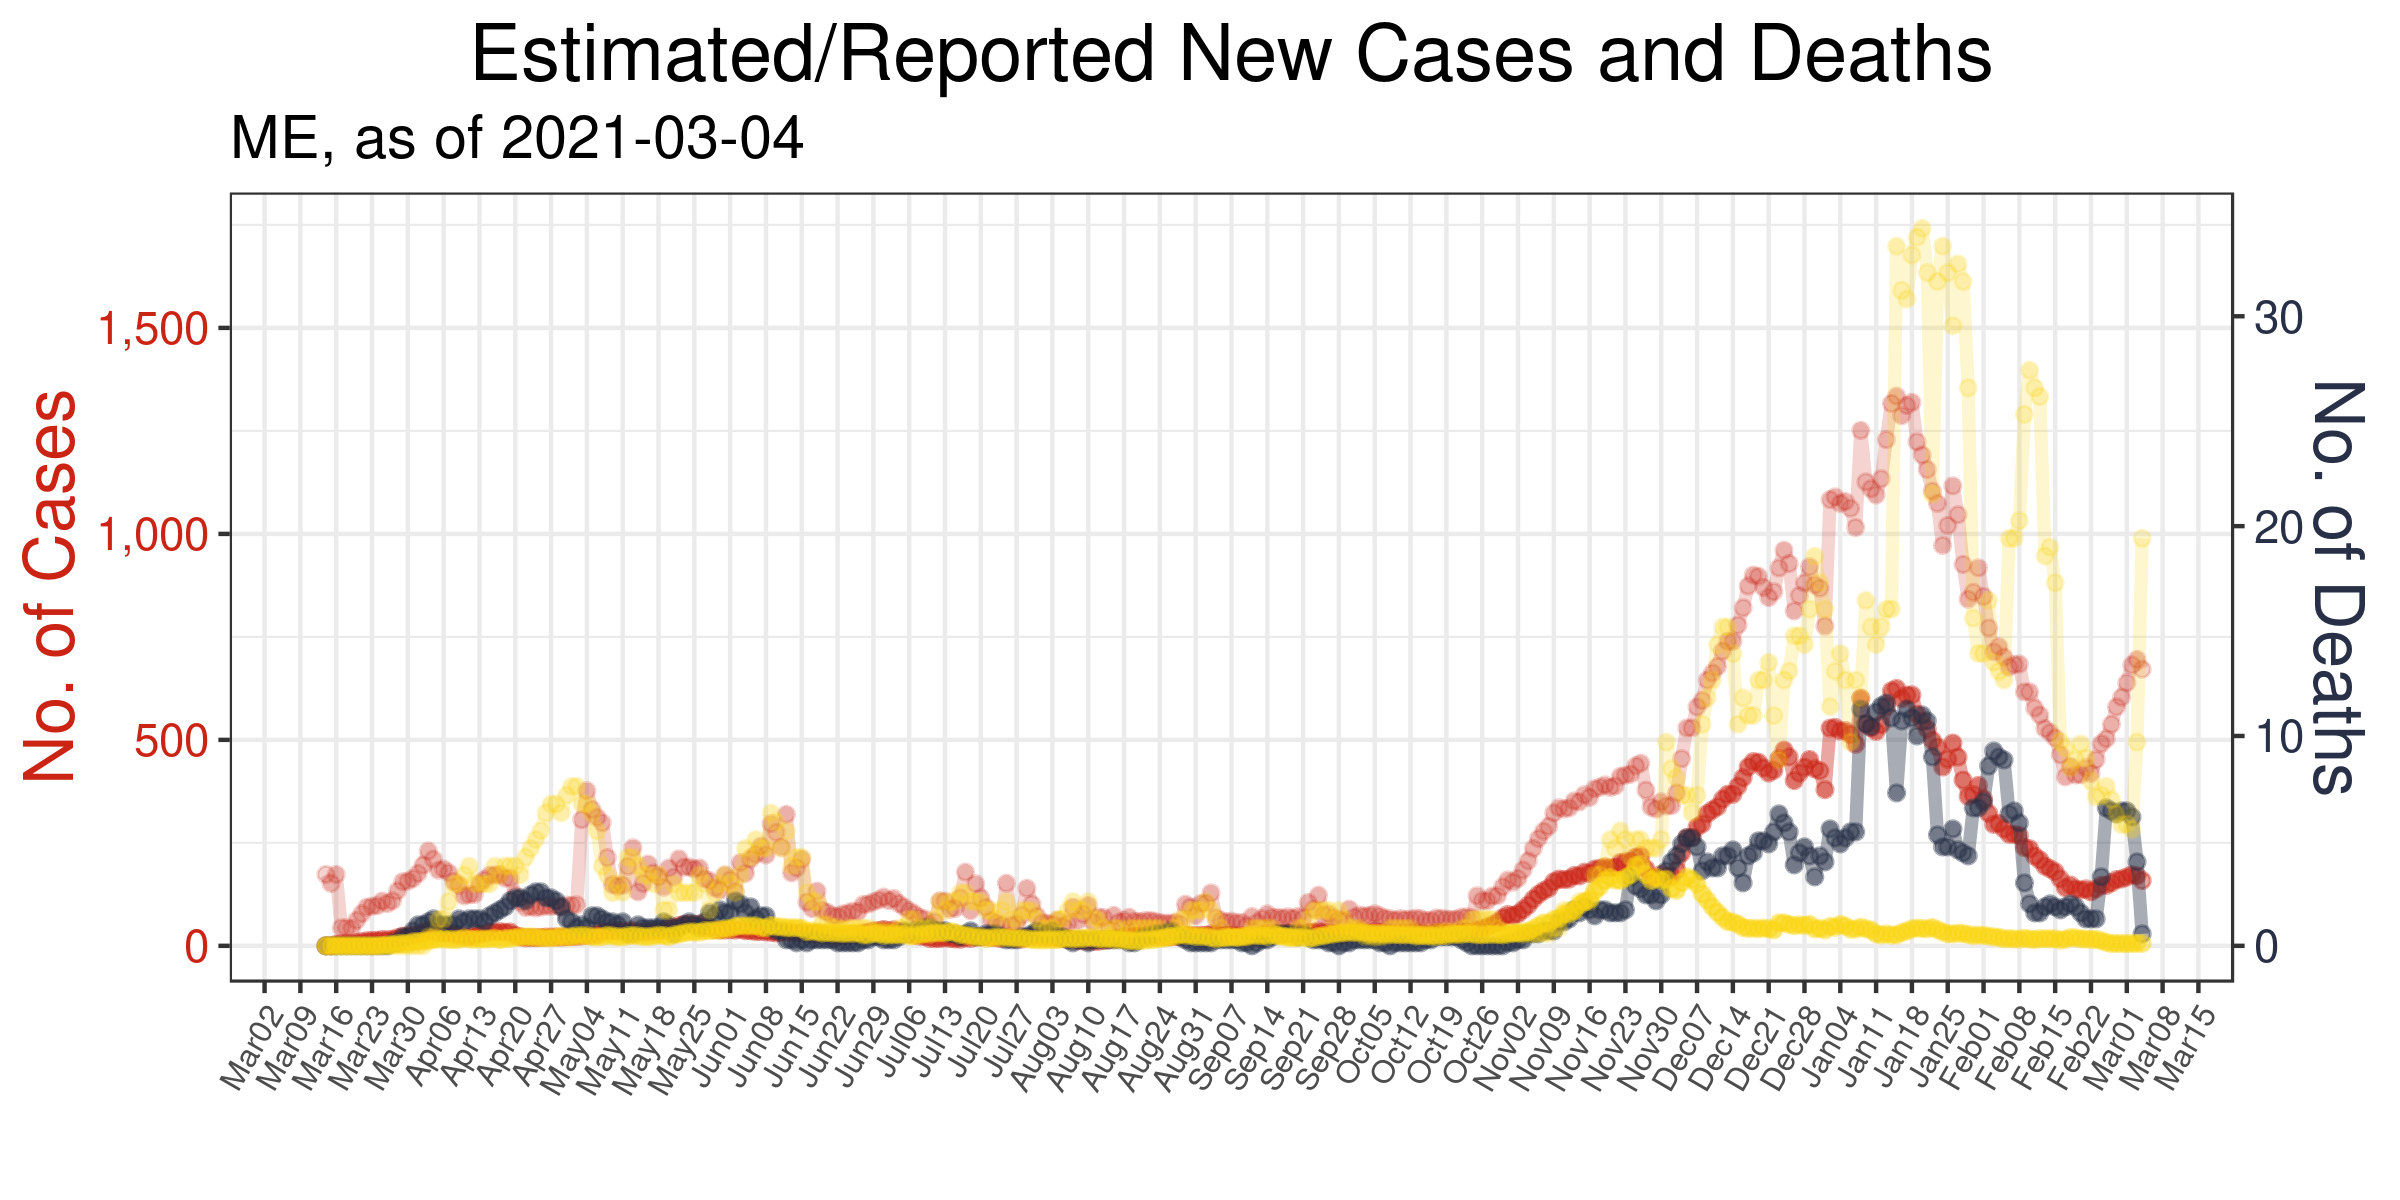 Estimated/Reported New Cases and Deaths
ME, as of 2021-03-04
No. of Cases
1,500
1,000
500
0
30
20
10
0
No. of Deaths
Mar02 Mar09 Mar16 Mar23 Mar30 Apr06 Apr13 Apr20 Apr27 May04 May11 May18 May25 Jun01 Jun08 Jun15 Jun22 Jun29 Jul06 Jul13 Jul20 Jul27 Aug03 Aug10 Aug17 Aug24 Aug31 Sep07 Sep14 Sep21 Sep28 Oct05 Oct12 Oct19 Oct26 Nov02 Nov09 Nov16 Nov23 Nov30 Dec07 Dec14 Dec21 Dec28 Jan04 Jan11 Jan18 Jan25 Feb01 Feb08 Feb15 Feb22 Mar01 Mar08 Mar15